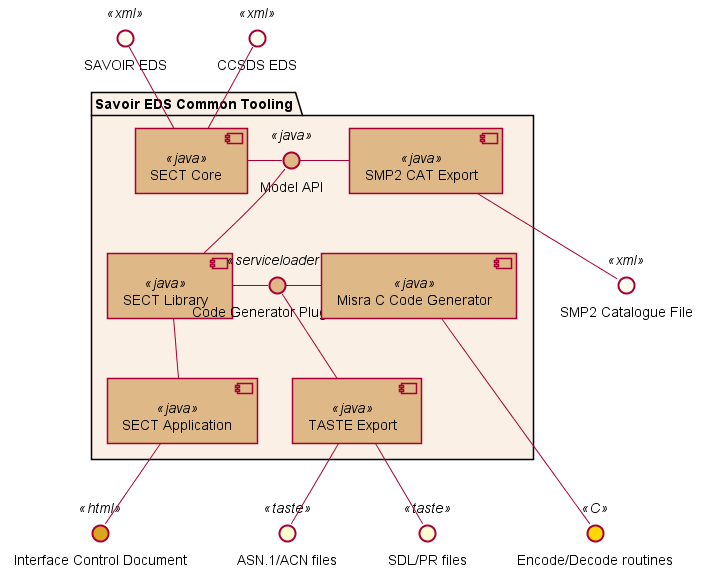 «xml»
«xml»
SAVOIR EDS
CCSDS EDS
Savoir EDS Common Tooling
«java»
SECT Core
«java»
Model API
«java»
SMP2 CAT Export
«java»
SECT Library
«serviceloader
Code Generator Plug
«java»
Misra C Code Generator
«xml»
SMP2 Catalogue File
«java»
SECT Application
«java»
TASTE Export
«html»
Interface Control Document
«taste»
ASN.1/ACN files
«taste»
SDL/PR files
«C»
Encode/Decode routines